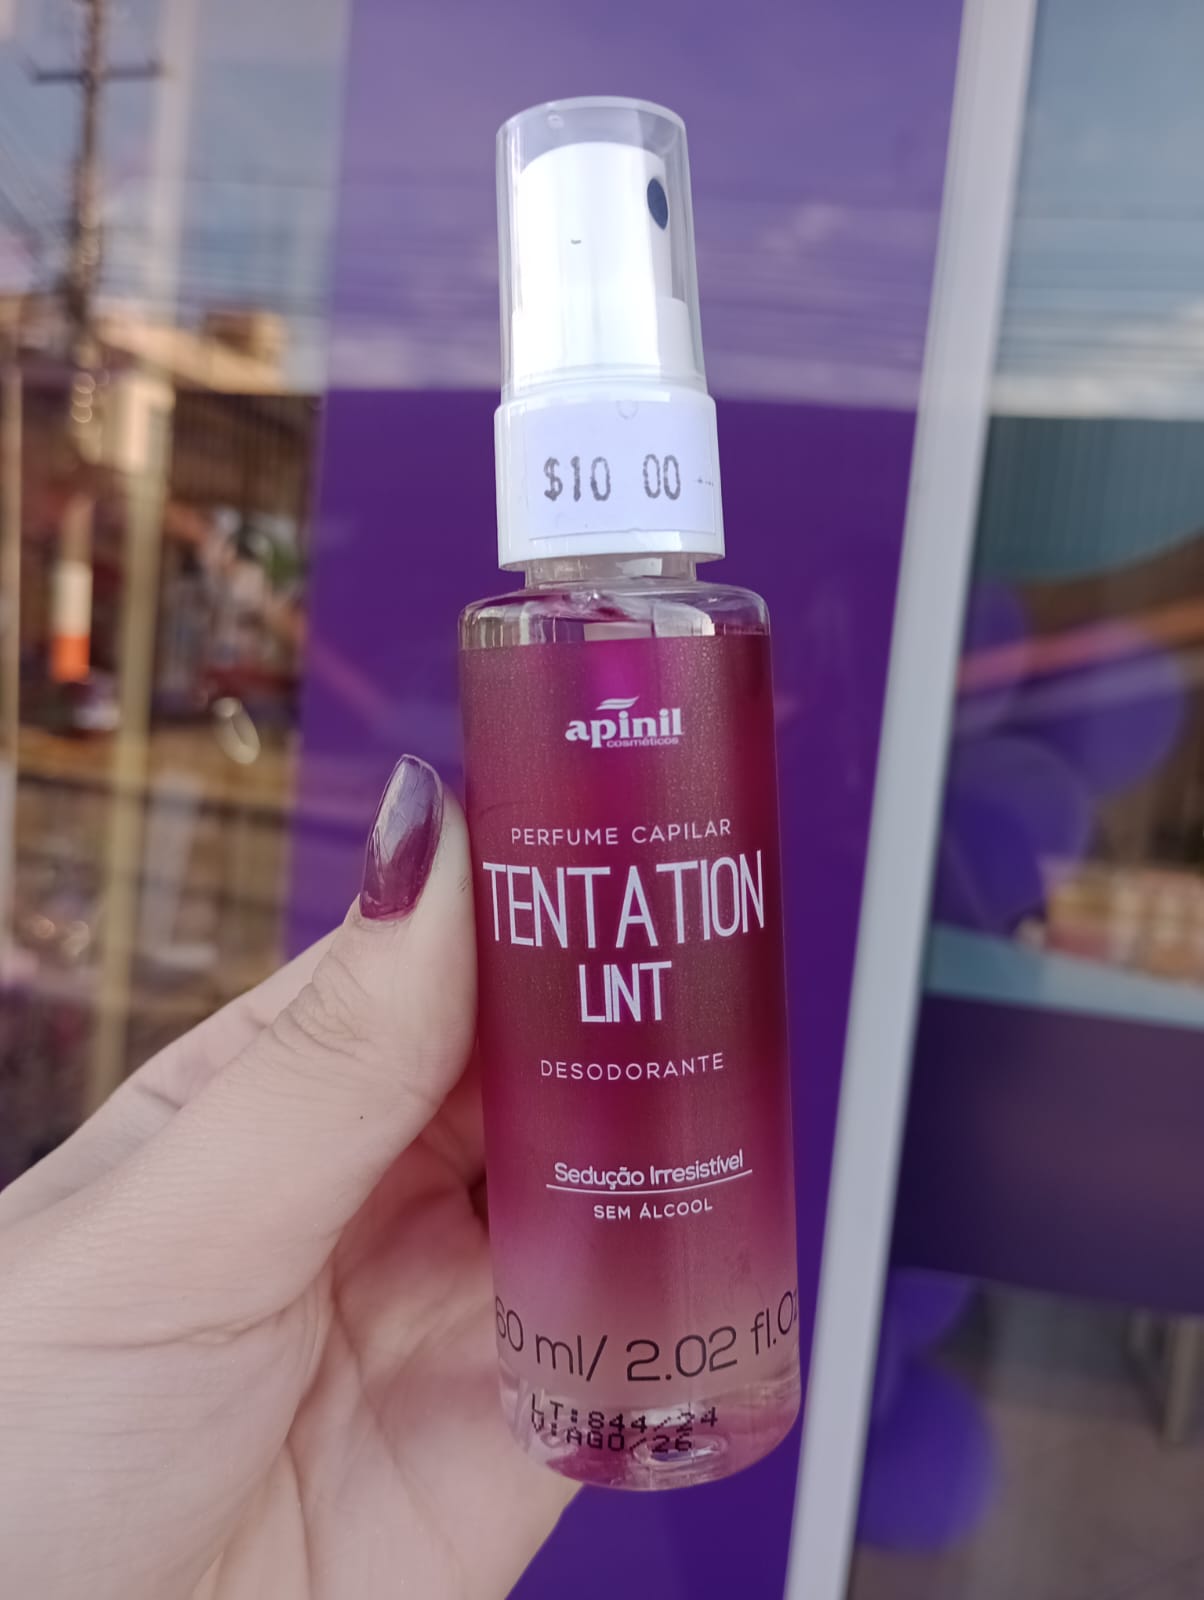 $10 00
apinil
cosméticos
PERFUME CAPILAR
TENTATION
LINT
DESODORANTE
Sedução Irresistível
SEM ÁLCOOL
60 ml/ 2.02 fl.Oz
LT:844/24
V:AGO/26